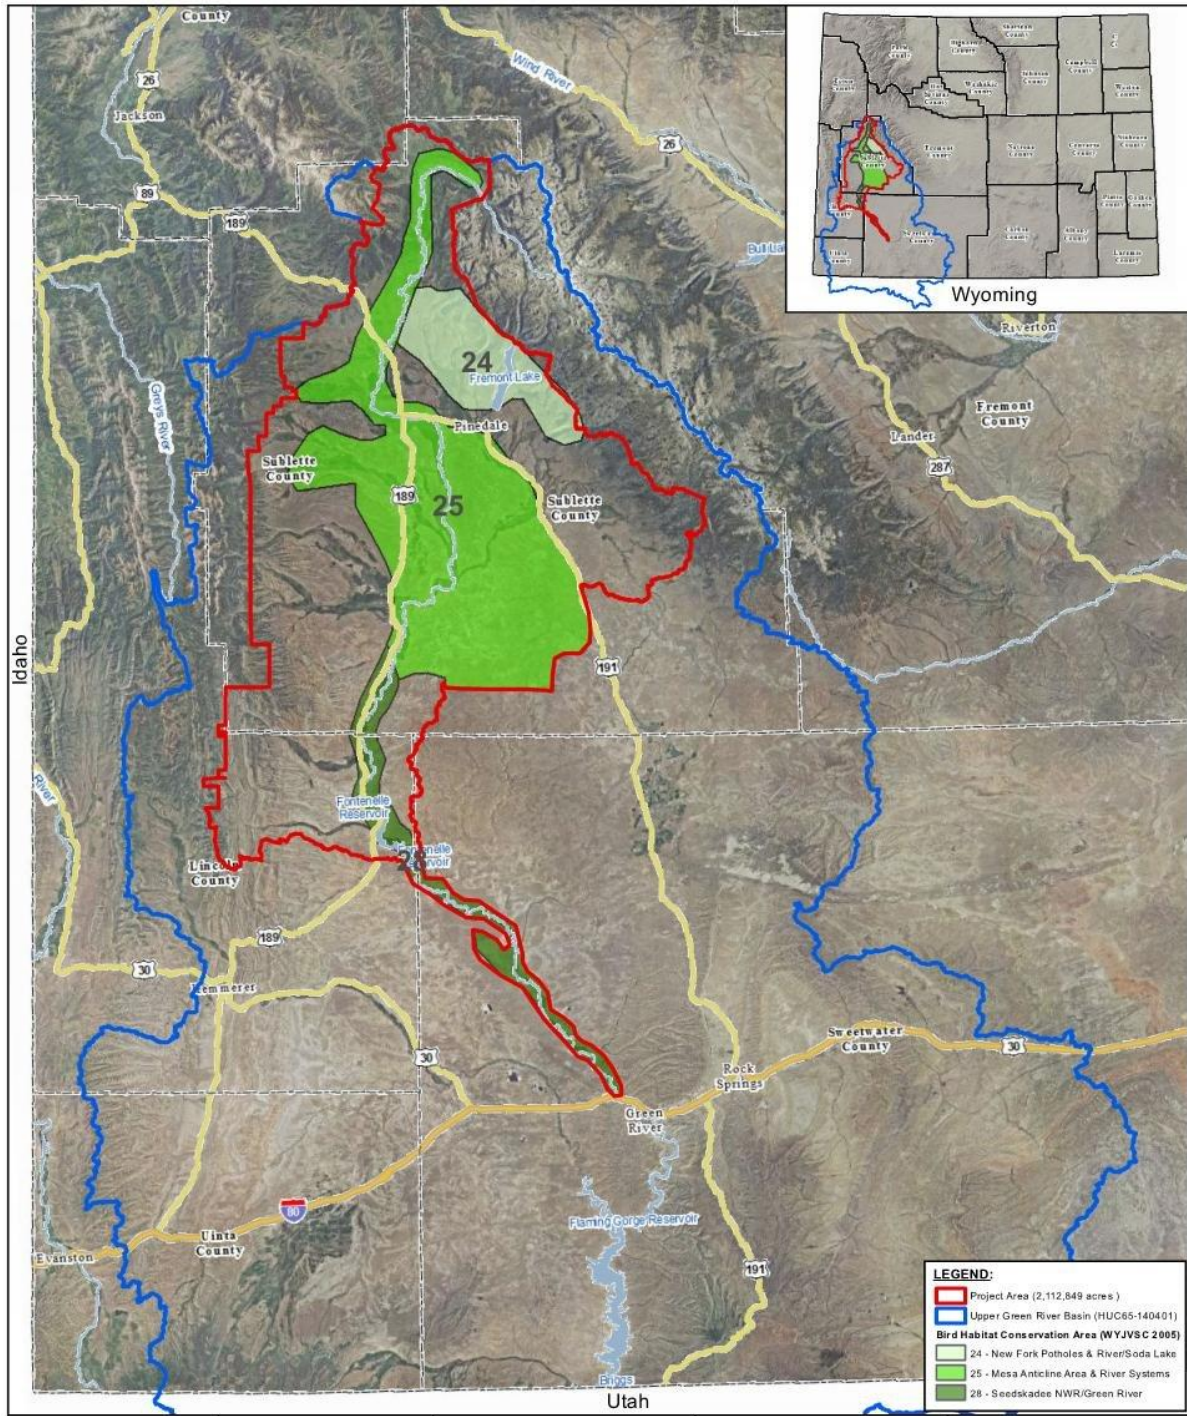 County
26
Jackson
89
189
Wind River
26
Bull Lak
Riverton
Greys River
24
Fremont Lake
Pinedale
Fremont
County
Lander
287
Sublette
County
189
25
Sublette
County
191
Idaho
River
Fontenelle
Reservoir
28
Lincoln
County
189
30
Kemmerer
30
Sweetwater
County
30
Rock
Springs
Green
River
80
Uinta
County
Evanston
Flaming Gorge Reservoir
191
Briggs
Utah
Wyoming
LEGEND:
Project Area (2,112,849 acres )
Upper Green River Basin (HUC65-140401)
Bird Habitat Conservation Area (WYJVSC 2005)
24 - New Fork Potholes & River/Soda Lake
25 - Mesa Anticline Area & River Systems
28 - Seedskadee NWR/Green River